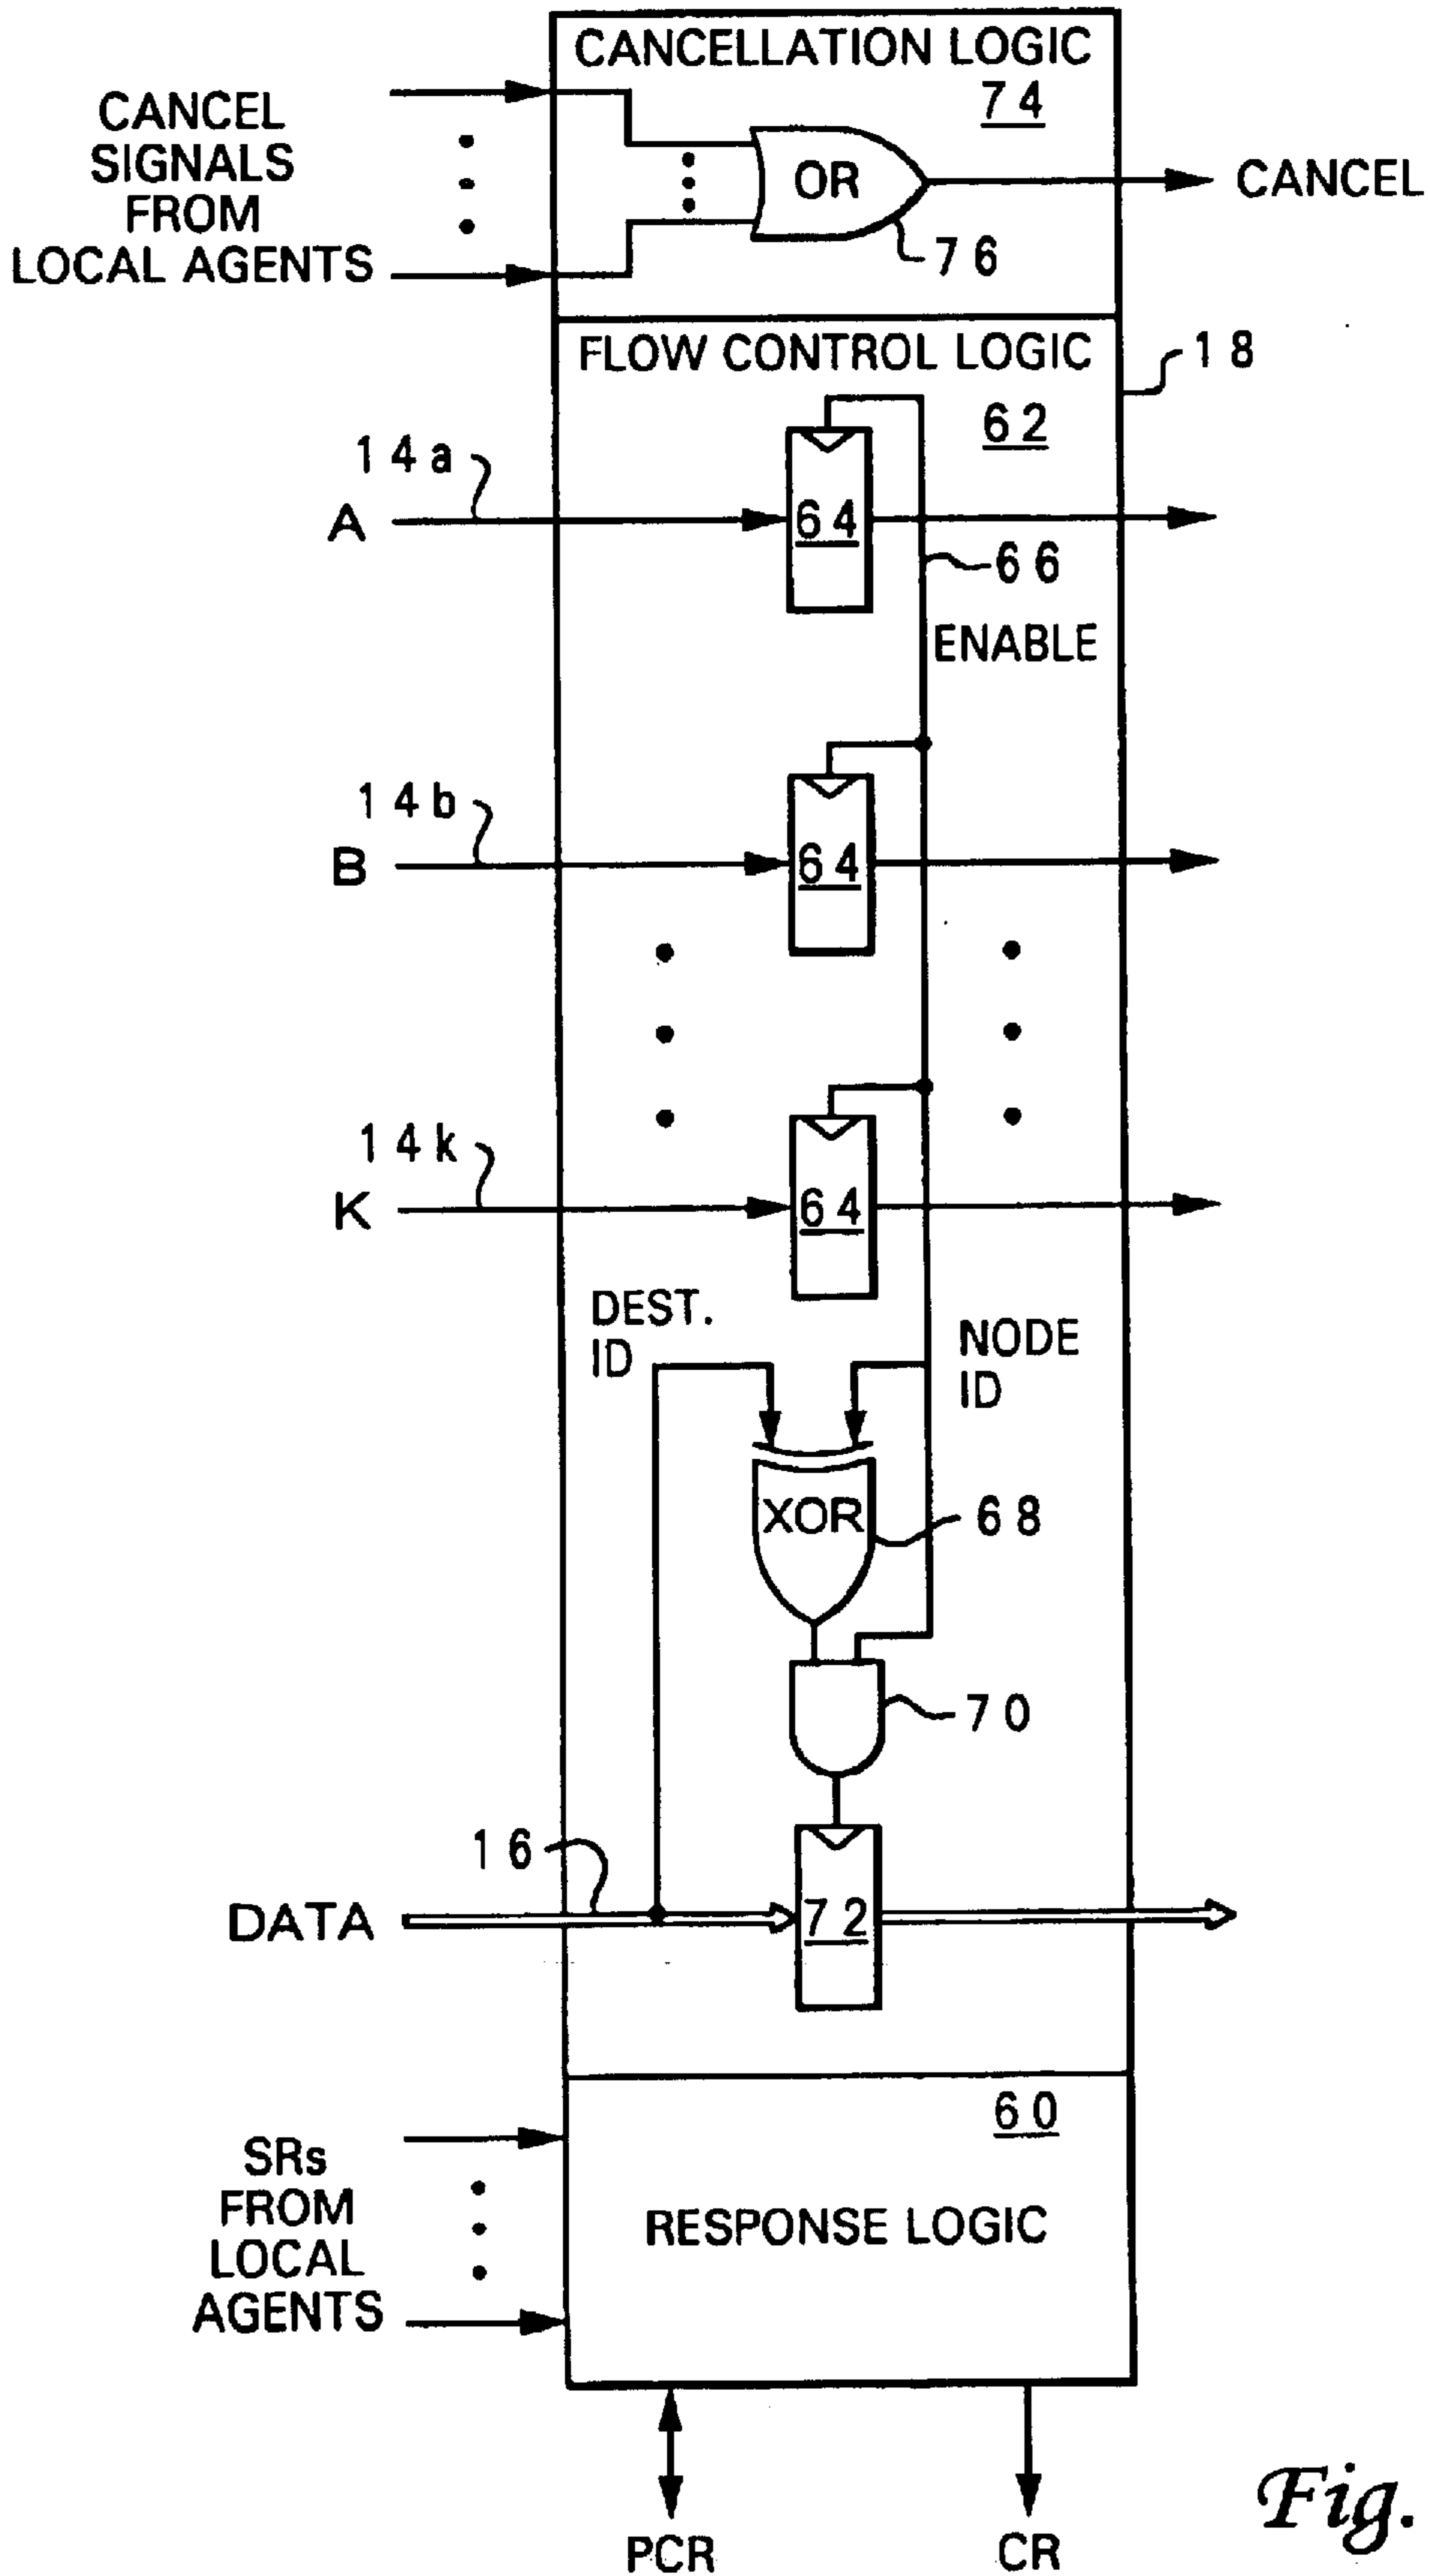 CANCELLATION LOGIC
74
CANCEL
SIGNALS
FROM
LOCAL AGENTS
OR
CANCEL
76
FLOW CONTROL LOGIC
18
62
14a
A
64
66
ENABLE
14b
B
64
14k
K
64
DEST.
ID
NODE
ID
XOR
68
70
16
DATA
72
60
SRs
FROM
LOCAL
AGENTS
RESPONSE LOGIC
PCR
CR
Fig.